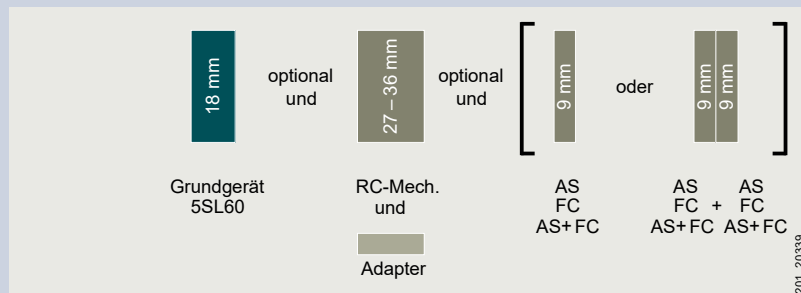 18 mm
optional
und
27 – 36 mm
optional
und
9 mm
oder
9 mm
9 mm
Grundgerät
5SL60
RC-Mech.
und
Adapter
AS
FC
AS+FC
AS AS
FC + FC
AS+FC AS+FC
201_20339